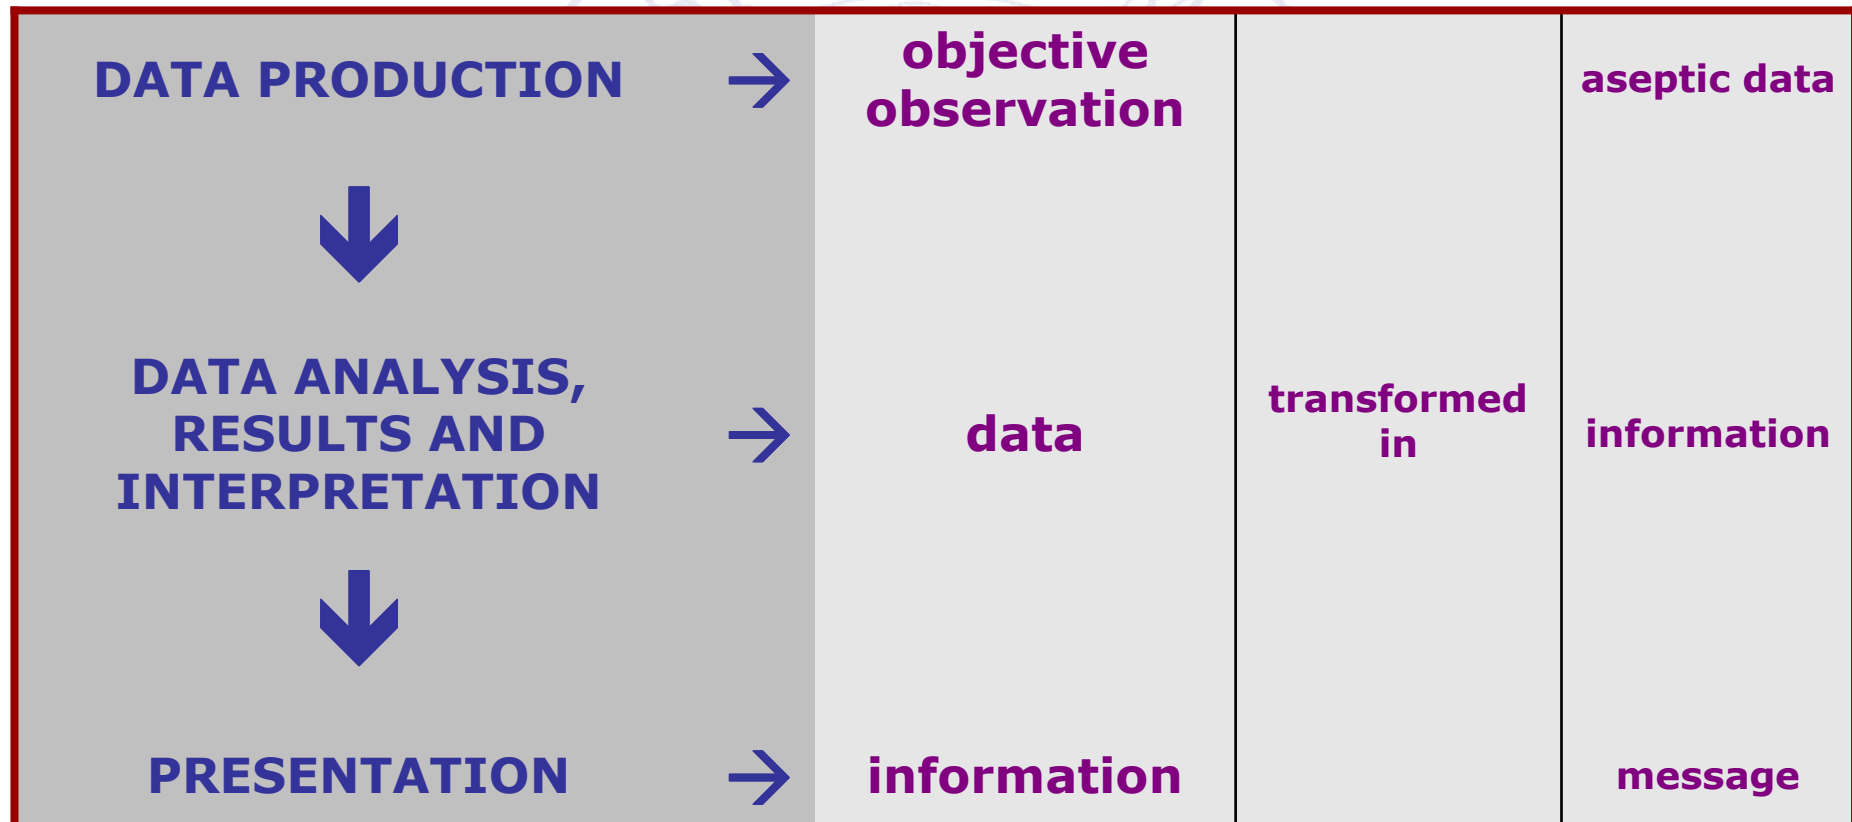 DATA PRODUCTION → objective observation aseptic data
DATA ANALYSIS,
RESULTS AND
INTERPRETATION → data transformed in information
PRESENTATION → information message